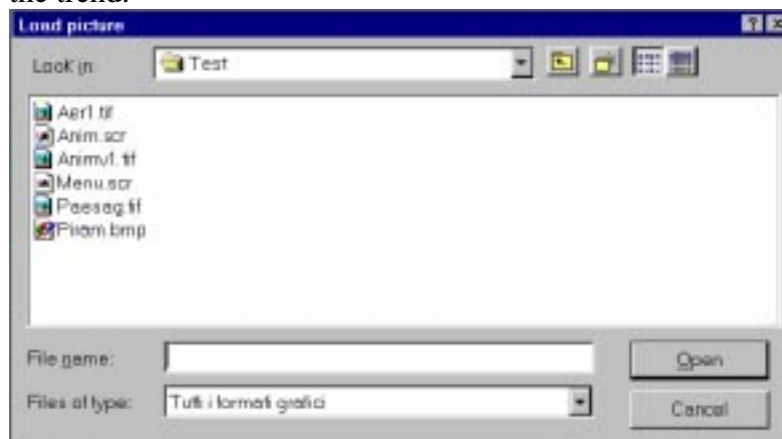 the trend.
Load picture
Look in
Test
Aer1.tif
Anim.scr
Animv1.tif
Menu.scr
Paesag.tif
Piram.bmp
File name:
Open
Files of type:
Tutti i formati grafici
Cancel